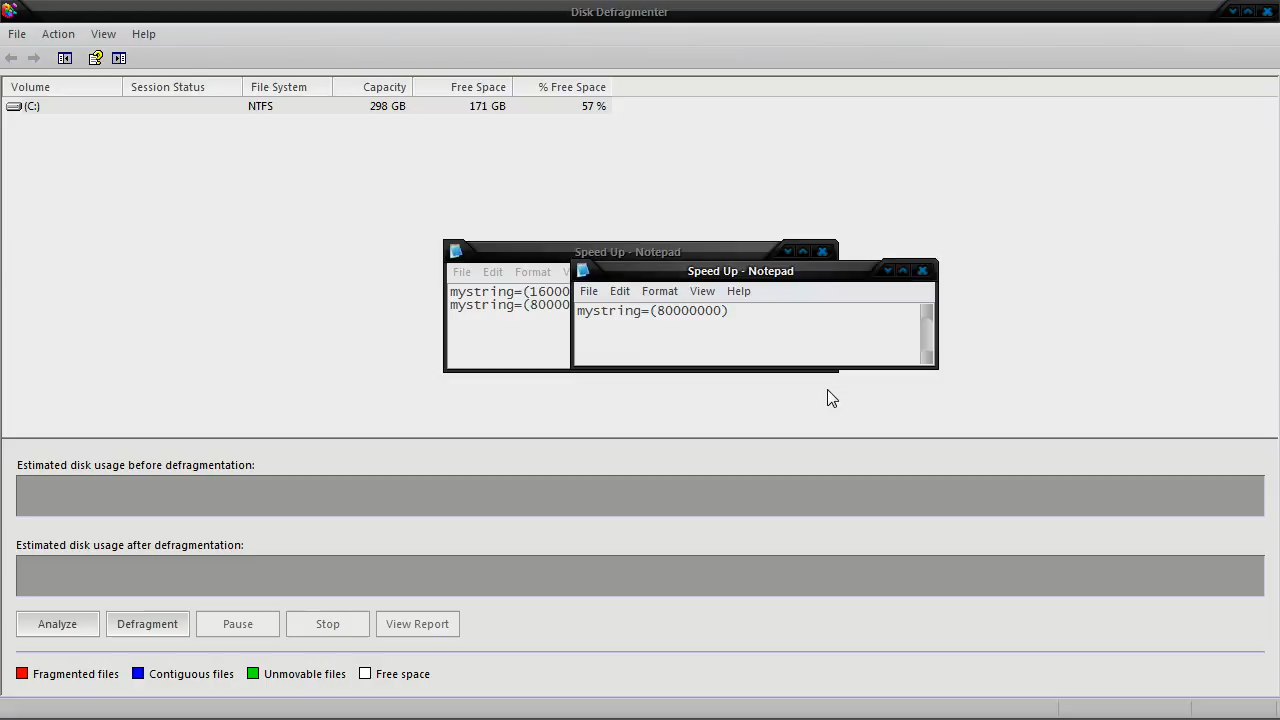 Disk Defragmenter
File Action View Help
Volume Session Status File System Capacity Free Space % Free Space
(C:) NTFS 298 GB 171 GB 57 %
Speed Up - Notepad
File Edit Format V
mystring=(16000
mystring=(80000
Speed Up - Notepad
File Edit Format View Help
mystring=(80000000)
Estimated disk usage before defragmentation:
Estimated disk usage after defragmentation:
Analyze Defragment Pause Stop View Report
Fragmented files Contiguous files Unmovable files Free space